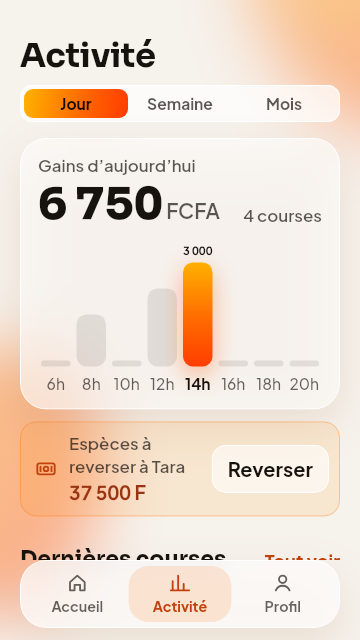 Activité
Jour Semaine Mois
Gains d’aujourd’hui
6 750 FCFA 4 courses
3 000
6h 8h 10h 12h 14h 16h 18h 20h
Espèces à
reverser à Tara
37 500 F
Reverser
Dernières courses Tout voir
Accueil Activité Profil